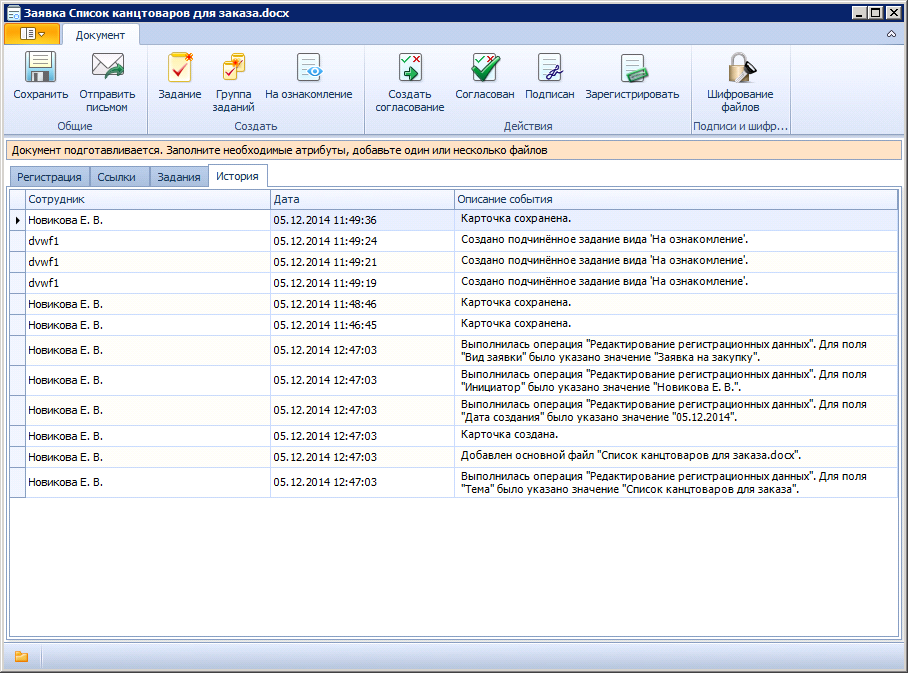 Заявка Список канцтоваров для заказа.docx
Документ
Сохранить
Отправить
письмом
Задание
Группа
заданий
На ознакомление
Создать
согласование
Согласован
Подписан
Зарегистрировать
Шифрование
файлов
Общие
Создать
Действия
Подписи и шифр...
Документ подготавливается. Заполните необходимые атрибуты, добавьте один или несколько файлов
Регистрация Ссылки Задания История
Сотрудник Дата Описание события
Новикова Е. В. 05.12.2014 11:49:36 Карточка сохранена.
dvwf1 05.12.2014 11:49:24 Создано подчинённое задание вида 'На ознакомление'.
dvwf1 05.12.2014 11:49:21 Создано подчинённое задание вида 'На ознакомление'.
dvwf1 05.12.2014 11:49:19 Создано подчинённое задание вида 'На ознакомление'.
Новикова Е. В. 05.12.2014 11:48:46 Карточка сохранена.
Новикова Е. В. 05.12.2014 11:46:45 Карточка сохранена.
Новикова Е. В. 05.12.2014 12:47:03 Выполнилась операция "Редактирование регистрационных данных". Для поля
"Вид заявки" было указано значение "Заявка на закупку".
Новикова Е. В. 05.12.2014 12:47:03 Выполнилась операция "Редактирование регистрационных данных". Для поля
"Инициатор" было указано значение "Новикова Е. В.".
Новикова Е. В. 05.12.2014 12:47:03 Выполнилась операция "Редактирование регистрационных данных". Для поля
"Дата создания" было указано значение "05.12.2014".
Новикова Е. В. 05.12.2014 12:47:03 Карточка создана.
Новикова Е. В. 05.12.2014 12:47:03 Добавлен основной файл "Список канцтоваров для заказа.docx".
Новикова Е. В. 05.12.2014 12:47:03 Выполнилась операция "Редактирование регистрационных данных". Для поля
"Тема" было указано значение "Список канцтоваров для заказа".